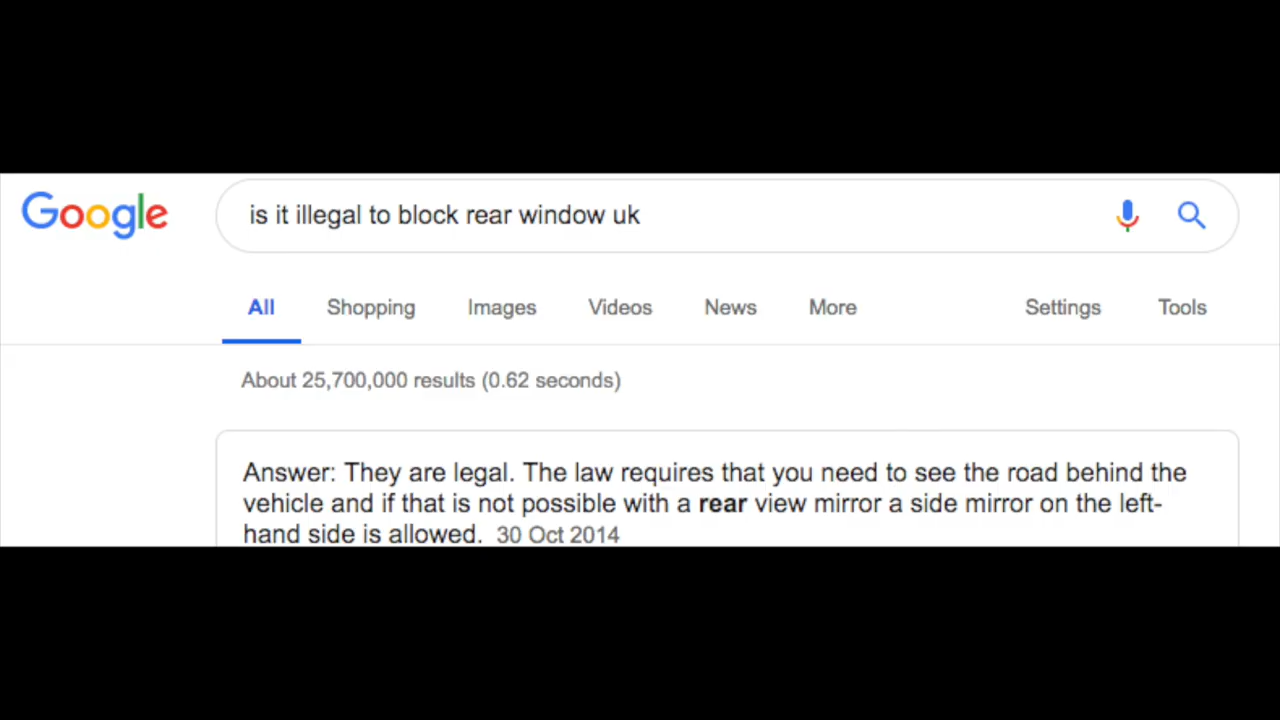 Google
is it illegal to block rear window uk
All Shopping Images Videos News More Settings Tools
About 25,700,000 results (0.62 seconds)
Answer: They are legal. The law requires that you need to see the road behind the
vehicle and if that is not possible with a rear view mirror a side mirror on the left-
hand side is allowed. 30 Oct 2014